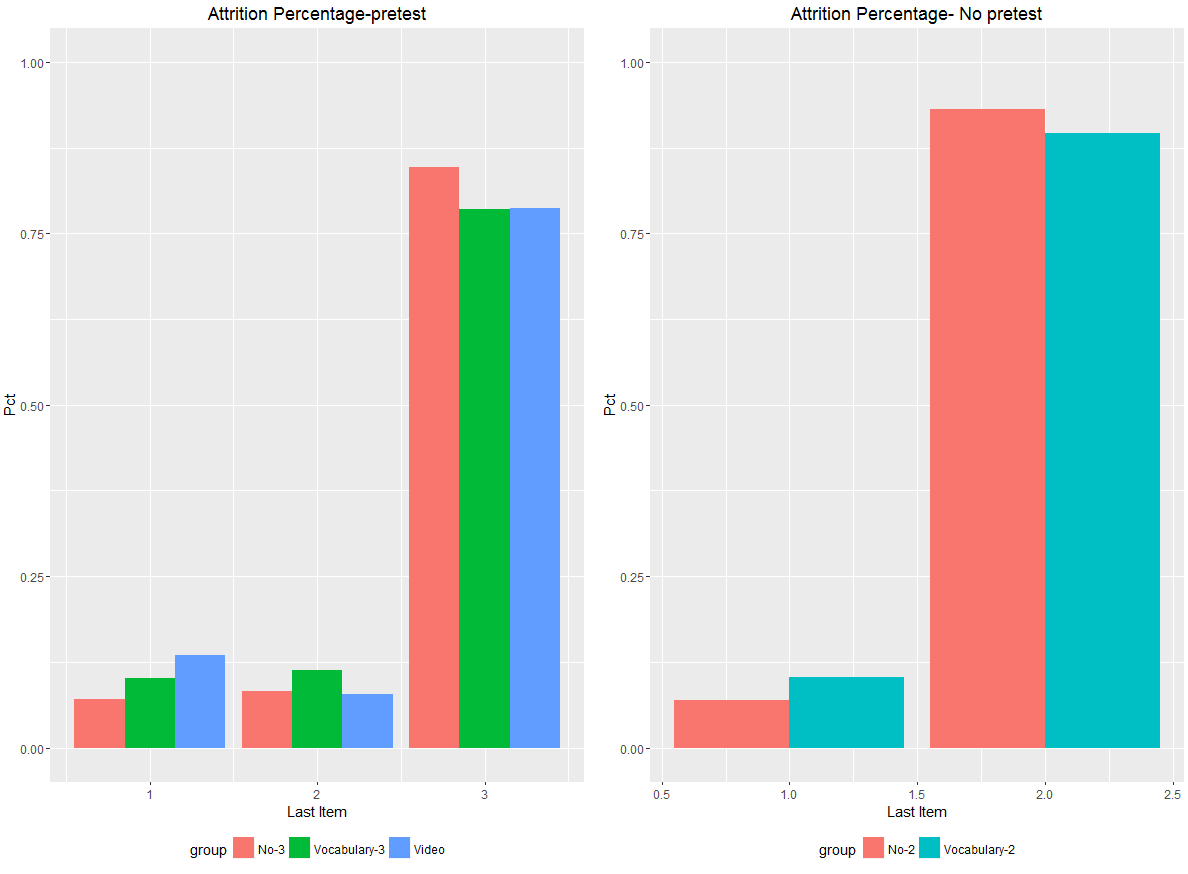 Attrition Percentage-pretest
1.00
0.75
0.50
0.25
0.00
Pct
1 2 3
Last Item
group No-3 Vocabulary-3 Video
Attrition Percentage- No pretest
1.00
0.75
0.50
0.25
0.00
Pct
0.5 1.0 1.5 2.0 2.5
Last Item
group No-2 Vocabulary-2